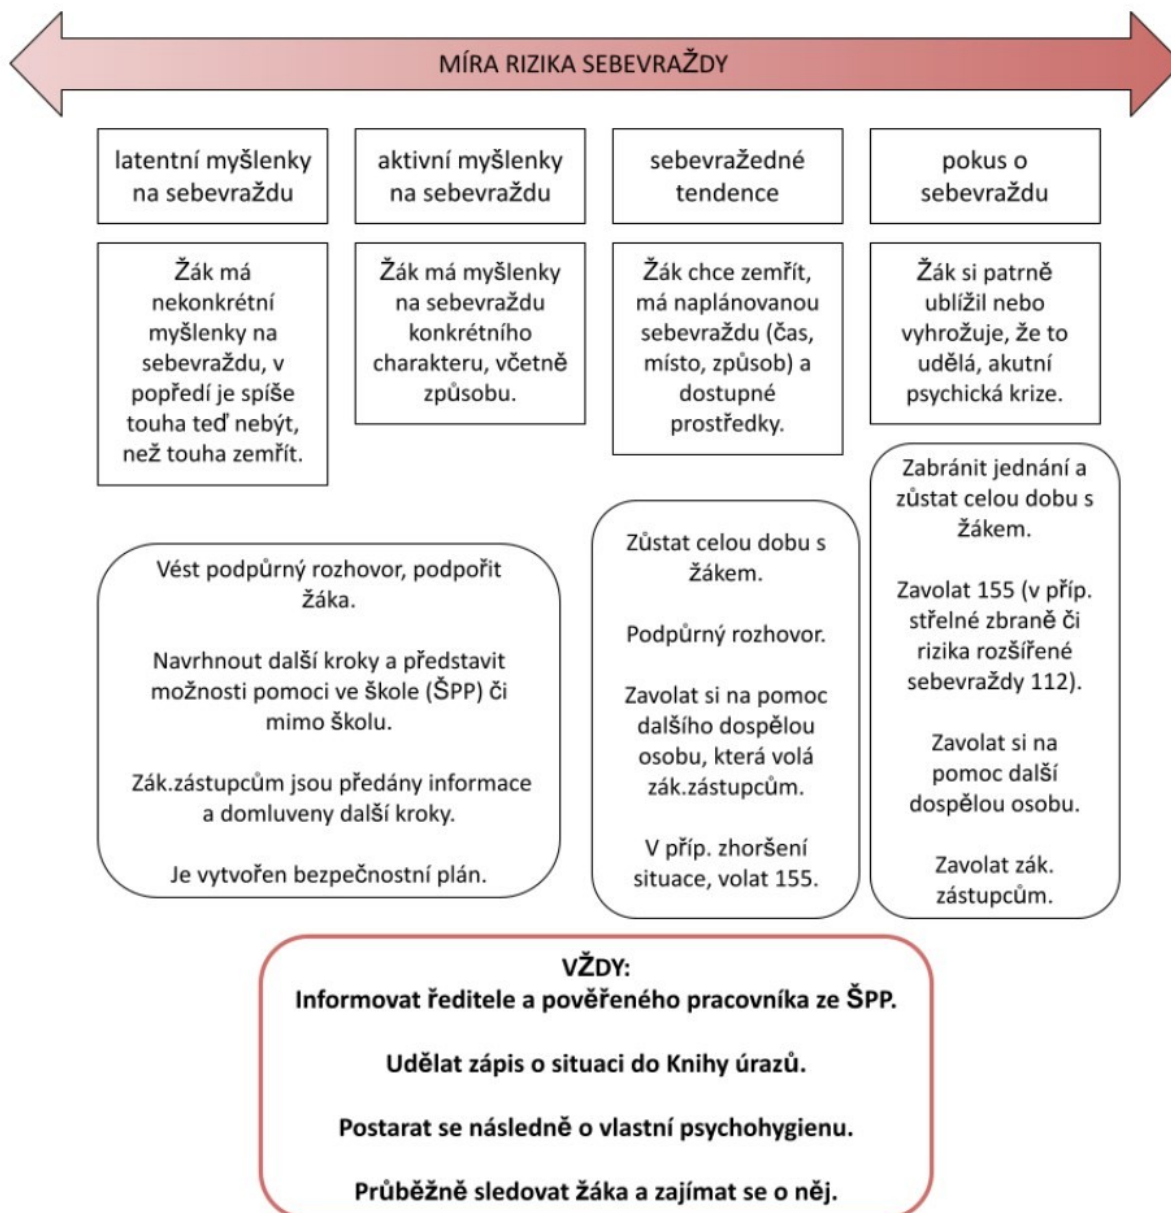 MÍRA RIZIKA SEBEVRAŽDY
latentní myšlenky
na sebevraždu
aktivní myšlenky
na sebevraždu
sebevražedné
tendence
pokus o
sebevraždu
Žák má
nekonkrétní
myšlenky na
sebevraždu, v
popředí je spíše
touha teď nebýt,
než touha zemřít.
Žák má myšlenky
na sebevraždu
konkrétního
charakteru, včetně
způsobu.
Žák chce zemřít,
má naplánovanou
sebevraždu (čas,
místo, způsob) a
dostupné
prostředky.
Žák si patrně
ublížil nebo
vyhrožuje, že to
udělá, akutní
psychická krize.
Vést podpůrný rozhovor, podpořit
žáka.
Navrhnout další kroky a představit
možnosti pomoci ve škole (ŠPP) či
mimo školu.
Zák.zástupcům jsou předány informace
a domluveny další kroky.
Je vytvořen bezpečnostní plán.
Zůstat celou dobu s
žákem.
Podpůrný rozhovor.
Zavolat si na pomoc
dalšího dospělou
osobu, která volá
zák.zástupcům.
V příp. zhoršení
situace, volat 155.
Zabránit jednání a
zůstat celou dobu s
žákem.
Zavolat 155 (v příp.
střelné zbraně či
rizika rozšířené
sebevraždy 112).
Zavolat si na
pomoc další
dospělou osobu.
Zavolat zák.
zástupcům.
VŽDY:
Informovat ředitele a pověřeného pracovníka ze ŠPP.
Udělat zápis o situaci do Knihy úrazů.
Postarat se následně o vlastní psychohygienu.
Průběžně sledovat žáka a zajímat se o něj.